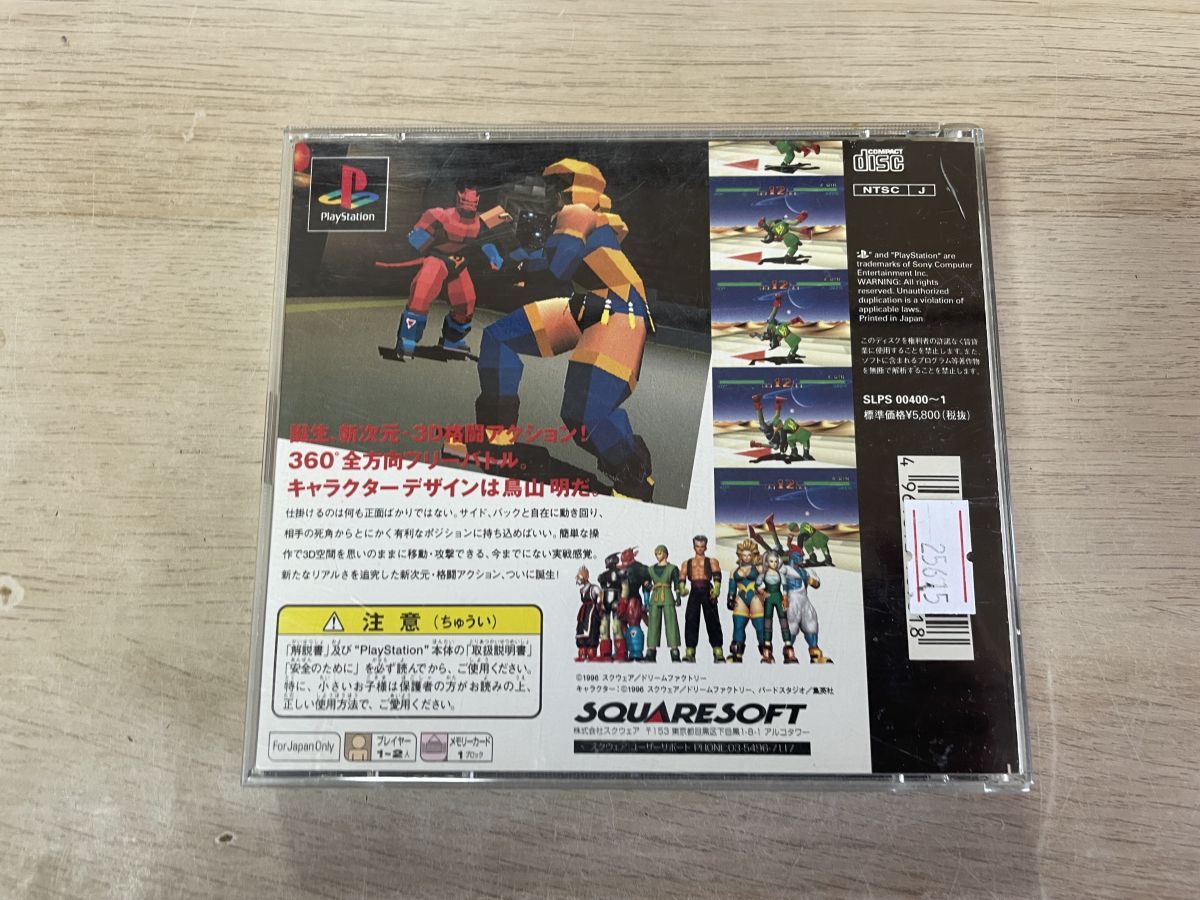 PlayStation
誕生、新次元・3D格闘アクション！
360°全方向フリーバトル。
キャラクターデザインは鳥山 明だ。
仕掛けるのは何も正面ばかりではない。サイド、バックと自在に動き回り、
相手の死角からとにかく有利なポジションに持ち込めばいい。簡単な操
作で3D空間を思いのままに移動・攻撃できる、今までにない実戦感覚。
新たなリアルさを追究した新次元・格闘アクション、ついに誕生！
注 意 (ちゅうい)
「解説書」及び"PlayStation"本体の「取扱説明書」
「安全のために」を必ず読んでから、ご使用ください。
特に、小さいお子様は保護者の方がお読みの上、
正しい使用方法で、ご愛用ください。
For Japan Only
プレイヤー
1-2人
メモリーカード
1ブロック
12
12
12
12
12
©1996 スクウェア／ドリームファクトリー
キャラクター：©1996 スクウェア／ドリームファクトリー、バードスタジオ／集英社
SQUARESOFT
株式会社スクウェア 〒153 東京都目黒区下目黒1-8-1 アルコタワー
スクウェア ユーザーサポート PHONE 03-5496-7117
COMPACT
disc
NTSC J
"PS" and "PlayStation" are
trademarks of Sony Computer
Entertainment Inc.
WARNING: All rights
reserved. Unauthorized
duplication is a violation of
applicable laws.
Printed in Japan
このディスクを権利者の許諾なく賃貸
業に使用することを禁止します。また、
ソフトに含まれるプログラム等著作物
を無断で解析することを禁止します。
SLPS 00400～1
標準価格¥5,800(税抜)
25615